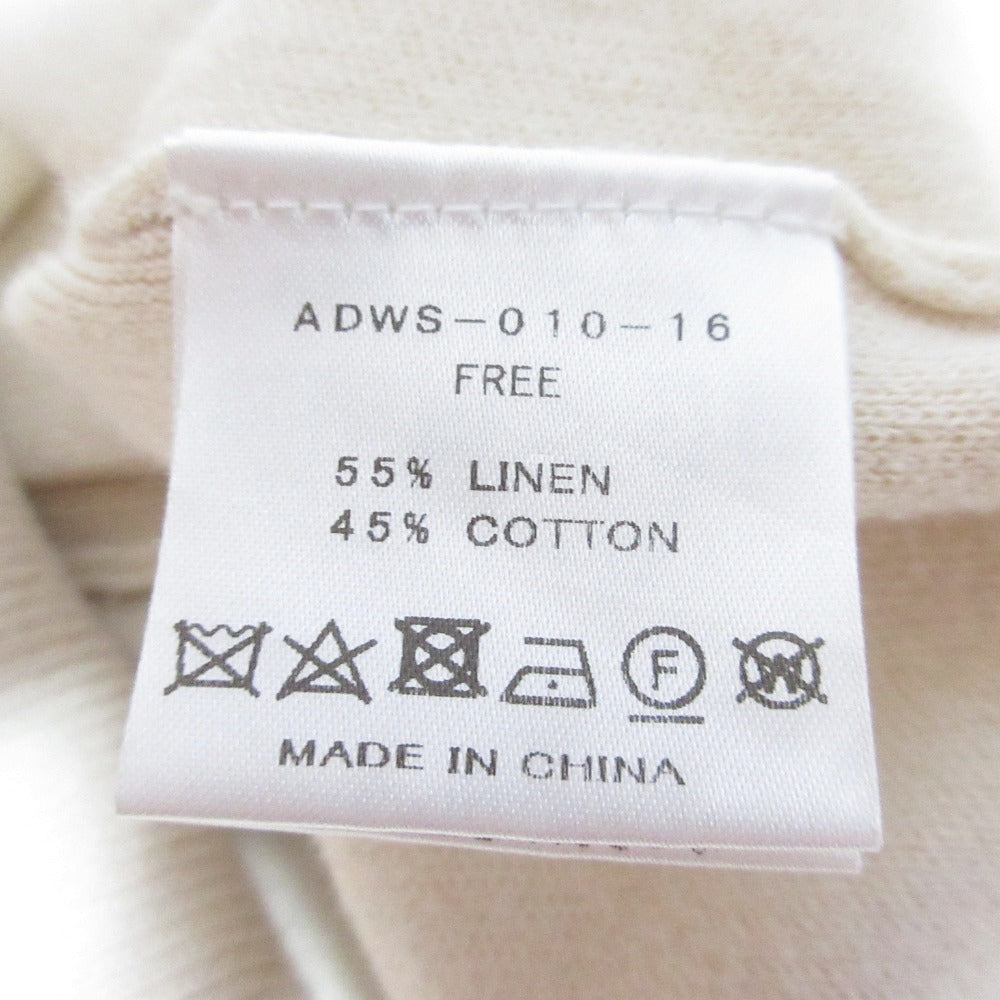 ADWS-010-16
FREE
55% LINEN
45% COTTON
F W
MADE IN CHINA